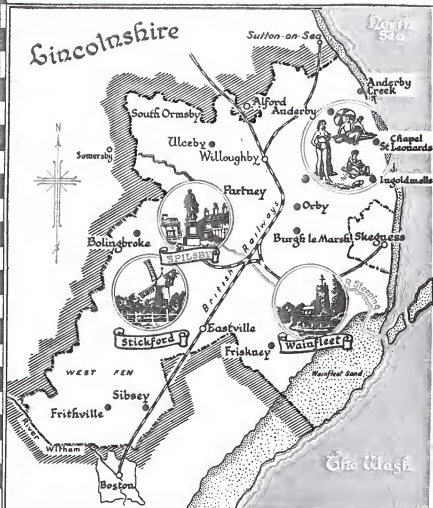 Lincolnshire
North
Sea
Sutton-on-Sea
Anderby
Creek
Alford
Anderby
South Ormsby
Chapel
St Leonards
Ulceby
Somersby
Willoughby
N
Ingoldmells
Partney
Orby
Bolingbroke
Burgh le Marsh
Skegness
SPILSBY
British Railways
R. Steeping
Stickford
Eastville
Wainfleet
Friskney
WEST FEN
Wainfleet Sand
Sibsey
Frithville
River
Witham
The Wash
Boston